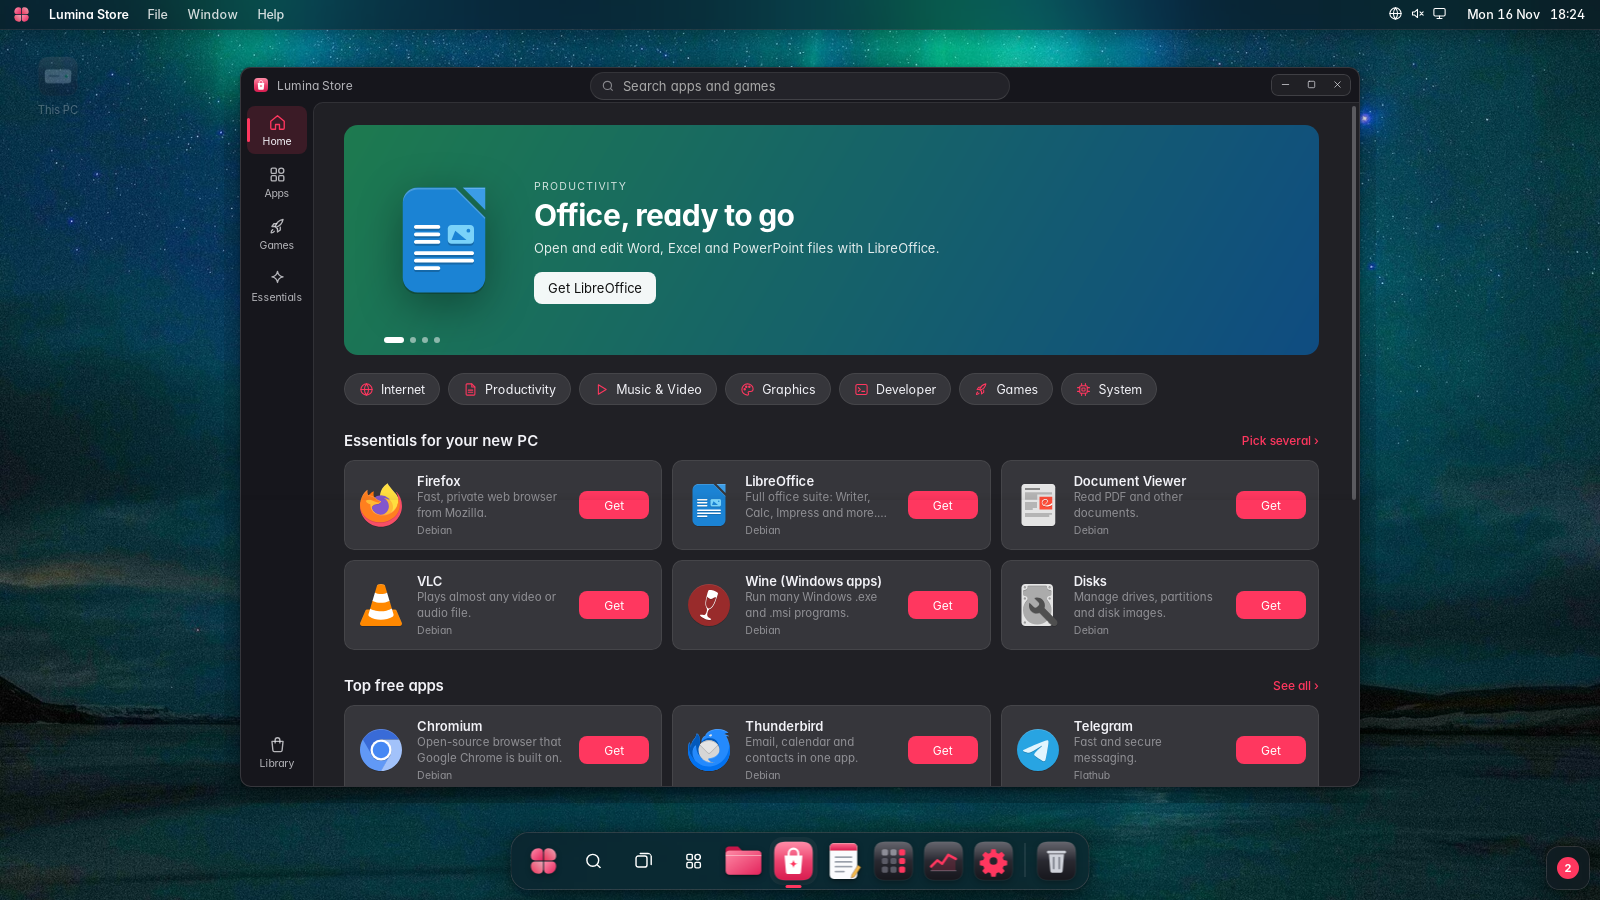 Lumina Store File Window Help
Mon 16 Nov 18:24
This PC
Lumina Store
Search apps and games
Home
Apps
Games
Essentials
Library
PRODUCTIVITY
Office, ready to go
Open and edit Word, Excel and PowerPoint files with LibreOffice.
Get LibreOffice
Internet Productivity Music & Video Graphics Developer Games System
Essentials for your new PC
Pick several ›
Firefox
Fast, private web browser
from Mozilla.
Debian
Get
LibreOffice
Full office suite: Writer,
Calc, Impress and more....
Debian
Get
Document Viewer
Read PDF and other
documents.
Debian
Get
VLC
Plays almost any video or
audio file.
Debian
Get
Wine (Windows apps)
Run many Windows .exe
and .msi programs.
Debian
Get
Disks
Manage drives, partitions
and disk images.
Debian
Get
Top free apps
See all ›
Chromium
Open-source browser that
Google Chrome is built on.
Debian
Get
Thunderbird
Email, calendar and
contacts in one app.
Debian
Get
Telegram
Fast and secure
messaging.
Flathub
Get
2